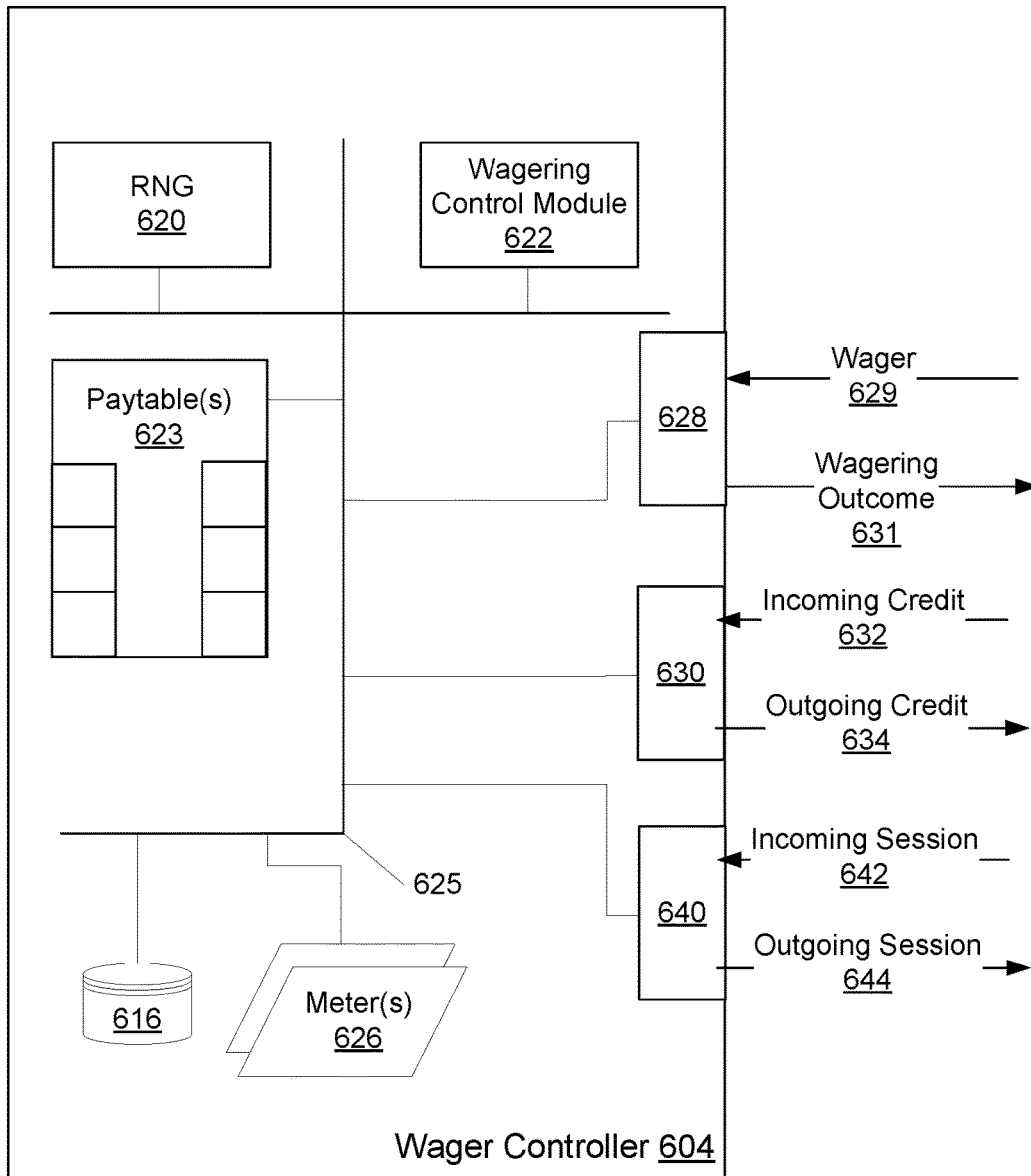 RNG
620
Wagering
Control Module
622
Paytable(s)
623
628
Wager
629
Wagering
Outcome
631
630
Incoming Credit
632
Outgoing Credit
634
625
640
Incoming Session
642
Outgoing Session
644
616
Meter(s)
626
Wager Controller 604